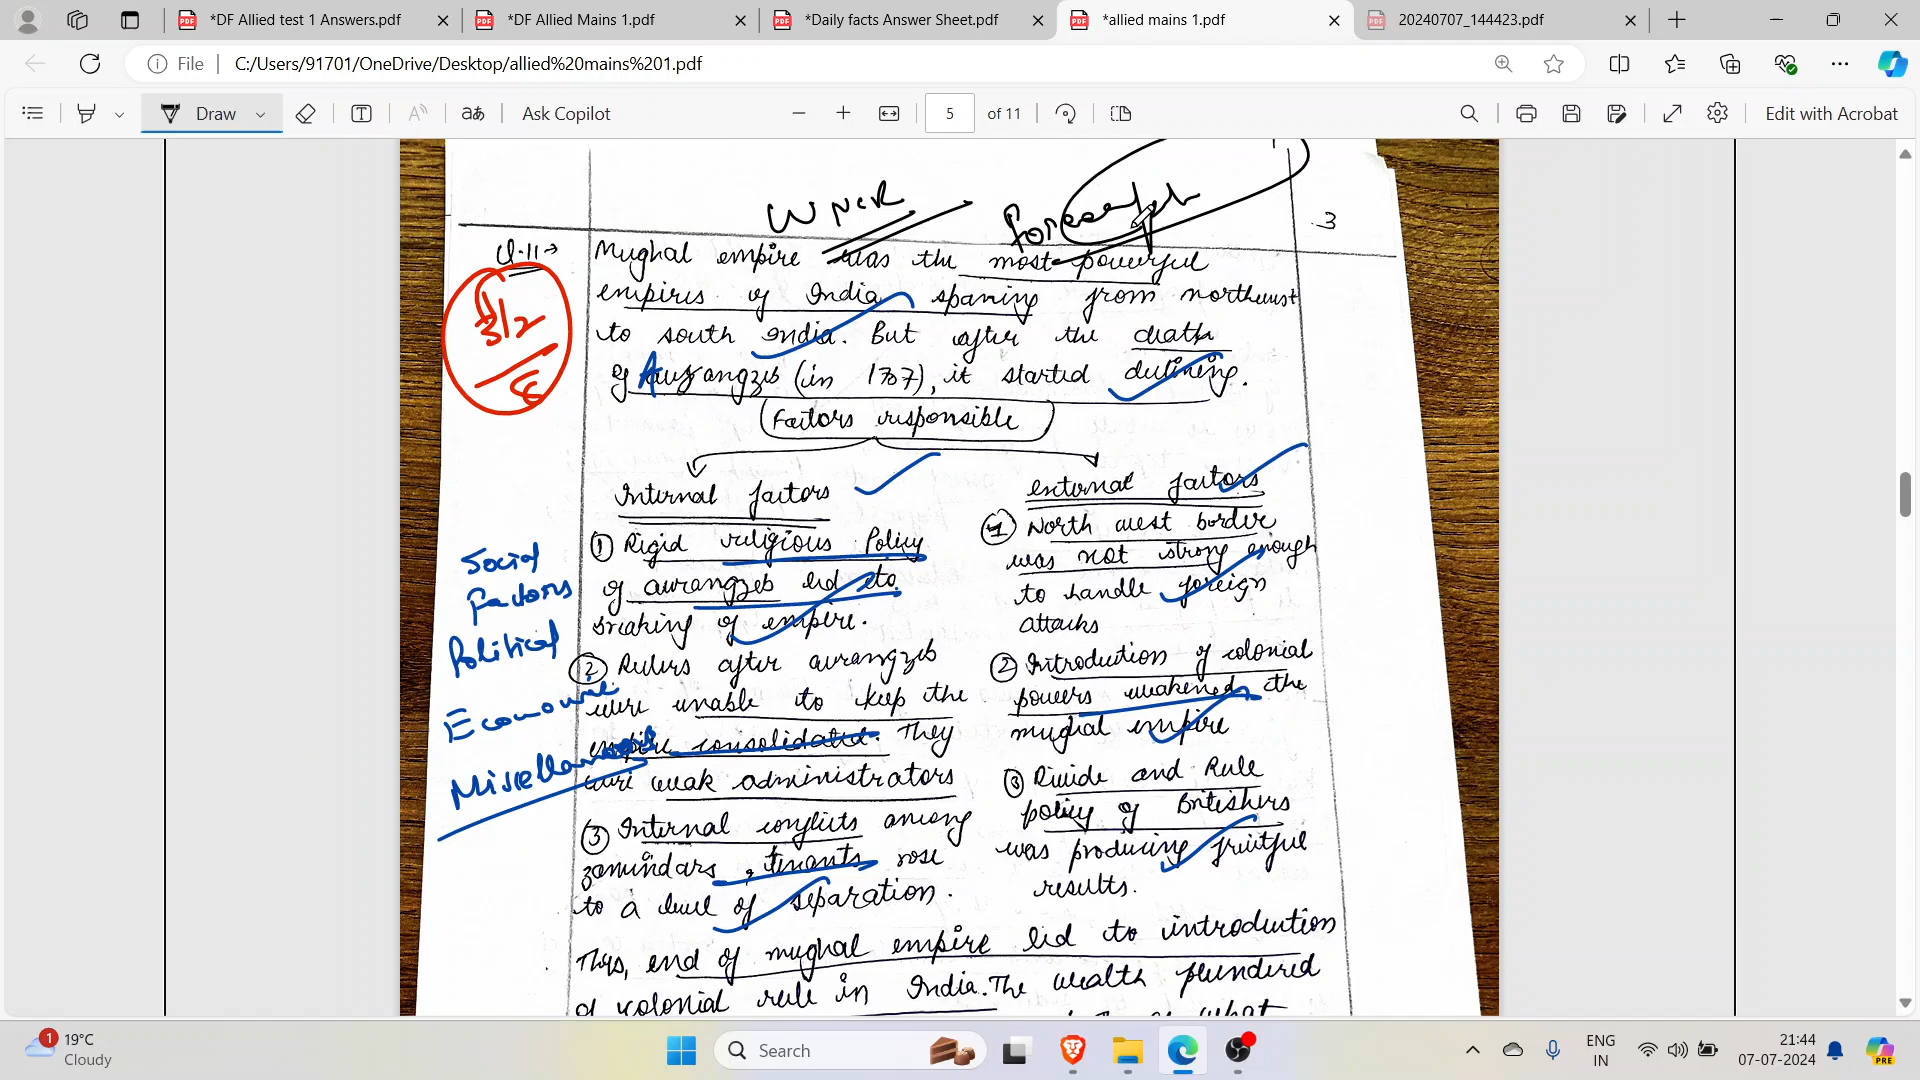 *DF Allied test 1 Answers.pdf
*DF Allied Mains 1.pdf
*Daily facts Answer Sheet.pdf
*allied mains 1.pdf
20240707_144423.pdf
File
C:/Users/91701/OneDrive/Desktop/allied%20mains%201.pdf
Draw
T
aあ
Ask Copilot
5
of 11
Edit with Acrobat
3
Q.11→
3½
Mughal empire was the most powerful
empires of India spaning from northwest
to south India. But after the death
of Aurangzeb (in 1707), it started declining.
Factors responsible
Internal factors
① Rigid religious Policy
of aurangzeb led to
breaking of empire.
② Rulers after aurangzeb
were unable to keep the
empire consolidated. They
were weak administrators
③ Internal conflicts among
zamindars, tenants rose
to a level of separation.
external factors
① North west border
was not strong enough
to handle foreign
attacks
② Introduction of colonial
powers weakened the
mughal empire
③ Divide and Rule
policy of Britishers
was producing fruitful
results.
Social
Factors
Political
Economic
Miscellaneous
Thus, end of mughal empire led to introduction
of colonial rule in India. The wealth plundered
what
1
19°C
Cloudy
Search
ENG
IN
21:44
07-07-2024
PRE